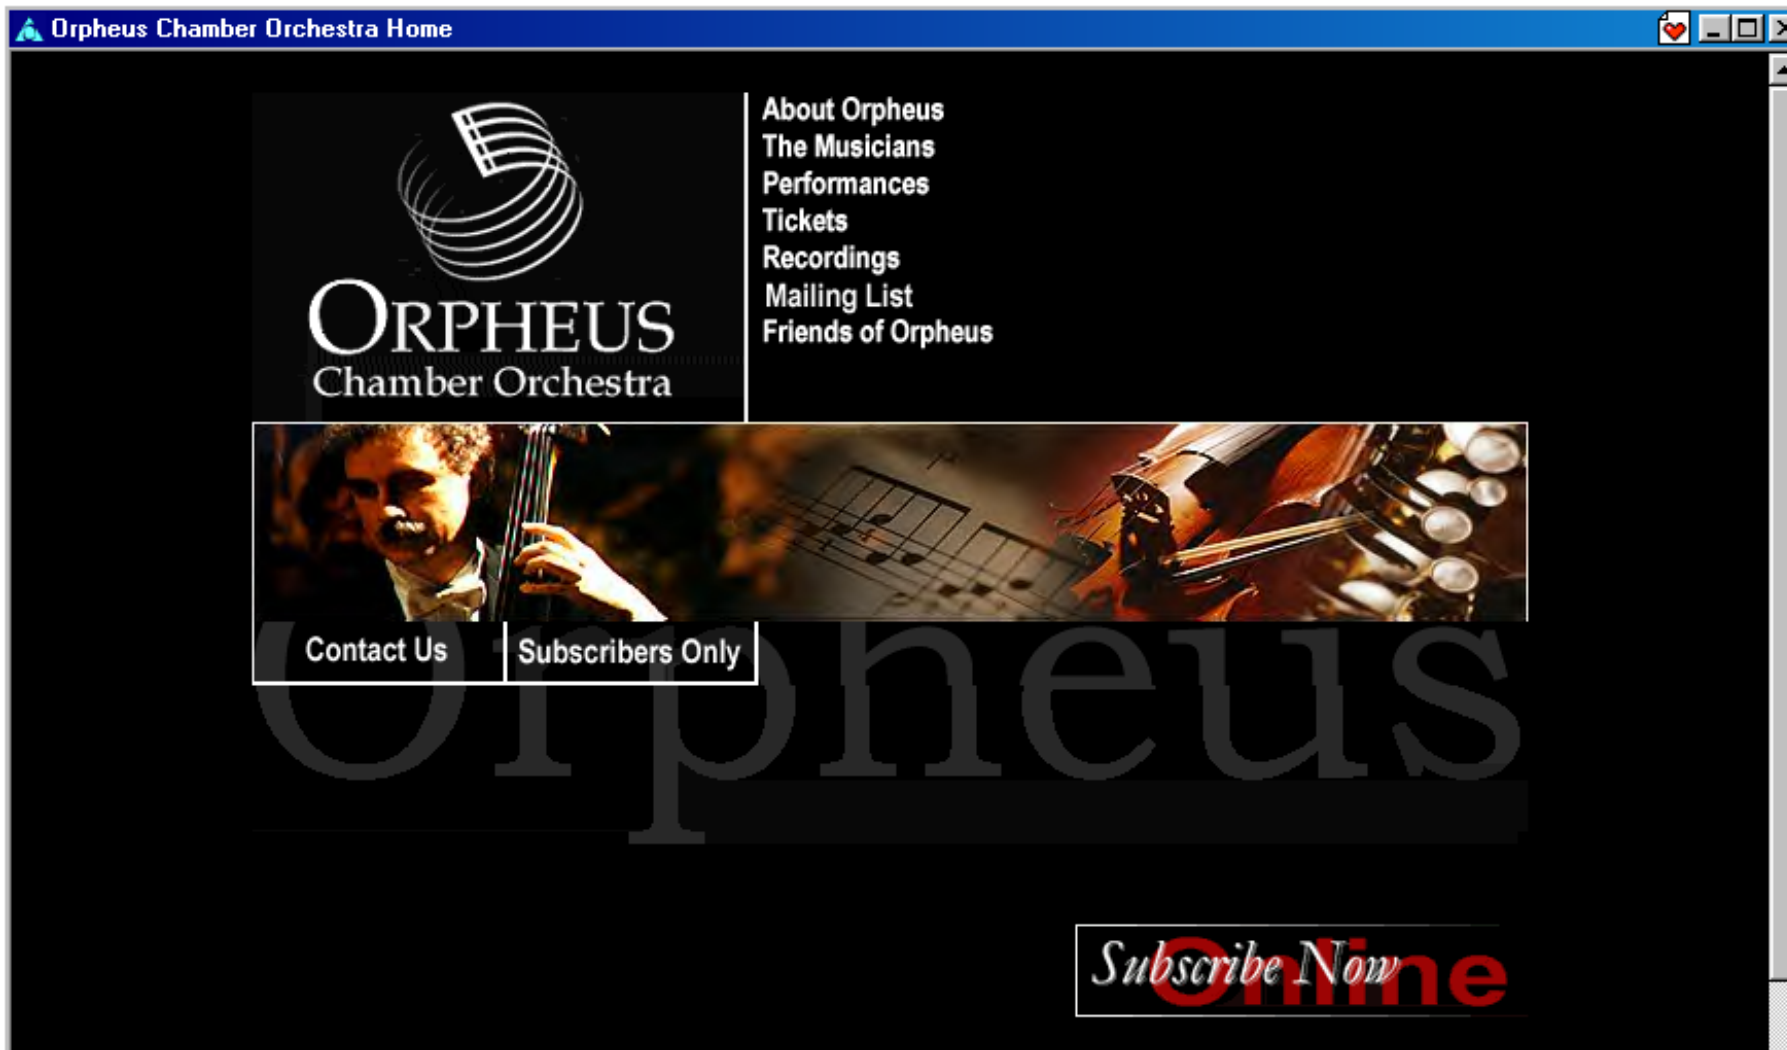 Orpheus Chamber Orchestra Home
About Orpheus
The Musicians
Performances
Tickets
Recordings
Mailing List
Friends of Orpheus
ORPHEUS
Chamber Orchestra
Contact Us
Subscribers Only
Orpheus
Subscribe Now
Online